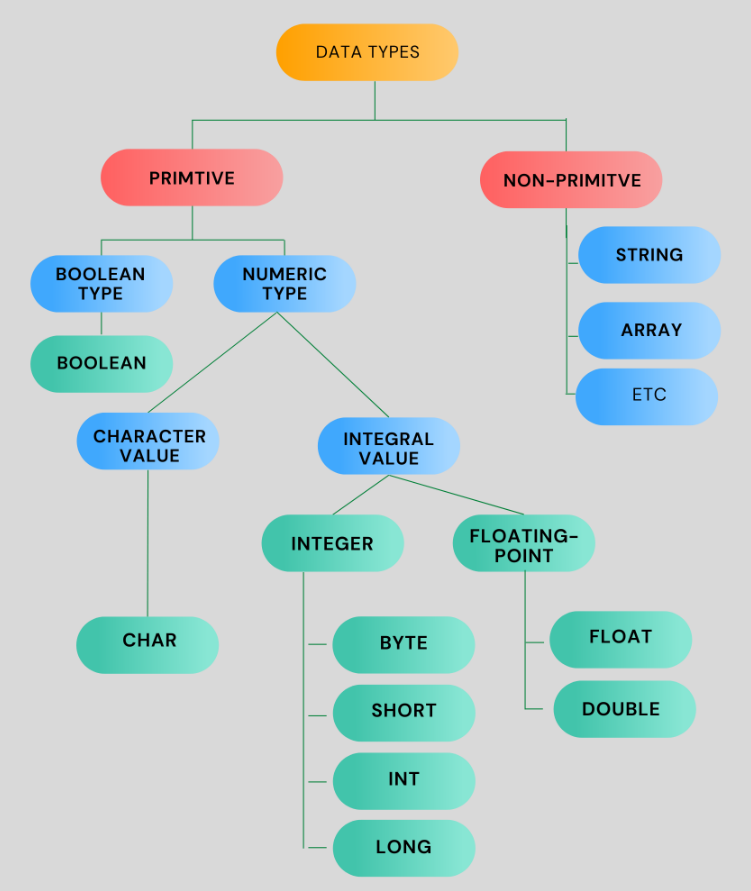 DATA TYPES
PRIMTIVE
NON-PRIMITVE
BOOLEAN
TYPE
NUMERIC
TYPE
STRING
BOOLEAN
ARRAY
ETC
CHARACTER
VALUE
INTEGRAL
VALUE
INTEGER
FLOATING-
POINT
CHAR
BYTE
FLOAT
SHORT
DOUBLE
INT
LONG